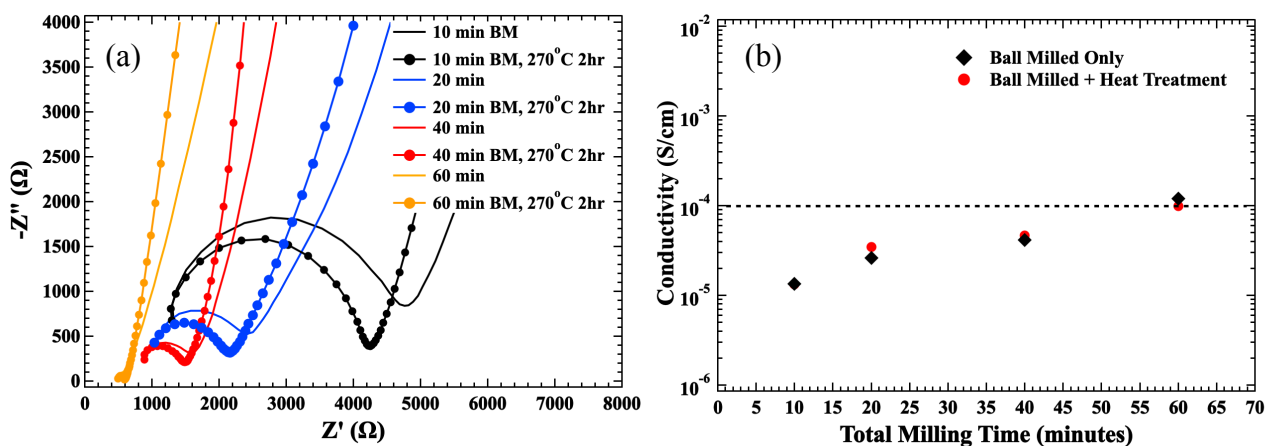 (a)
4000
3500
3000
2500
2000
1500
1000
500
0
-Z'' (Ω)
10 min BM
10 min BM, 270°C 2hr
20 min
20 min BM, 270°C 2hr
40 min
40 min BM, 270°C 2hr
60 min
60 min BM, 270°C 2hr
0 1000 2000 3000 4000 5000 6000 7000 8000
Z' (Ω)
(b)
10⁻²
10⁻³
10⁻⁴
10⁻⁵
10⁻⁶
Conductivity (S/cm)
Ball Milled Only
Ball Milled + Heat Treatment
0 5 10 15 20 25 30 35 40 45 50 55 60 65 70
Total Milling Time (minutes)